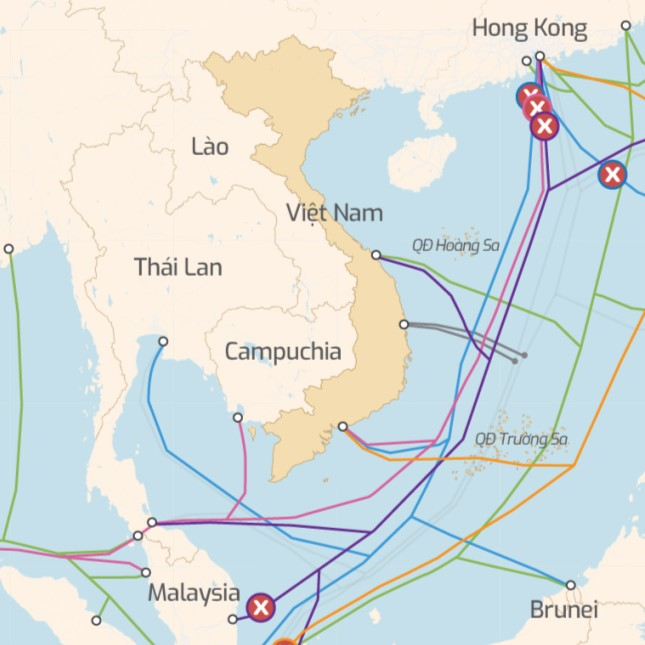 Hong Kong
Lào
Việt Nam
QĐ Hoàng Sa
Thái Lan
Campuchia
QĐ Trường Sa
Malaysia
Brunei